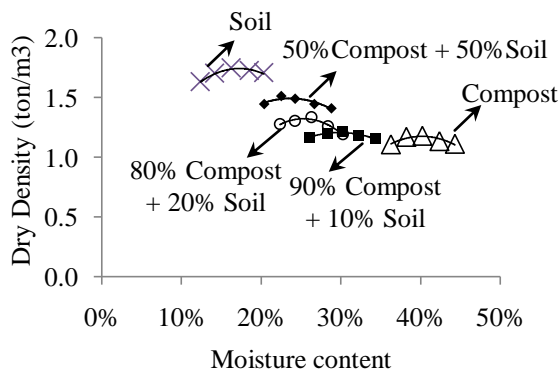 Soil
50%Compost + 50%Soil
Compost
80% Compost
+ 20% Soil
90% Compost
+ 10% Soil
Dry Density (ton/m3)
2.0
1.5
1.0
0.5
0.0
0%
10%
20%
30%
40%
50%
Moisture content